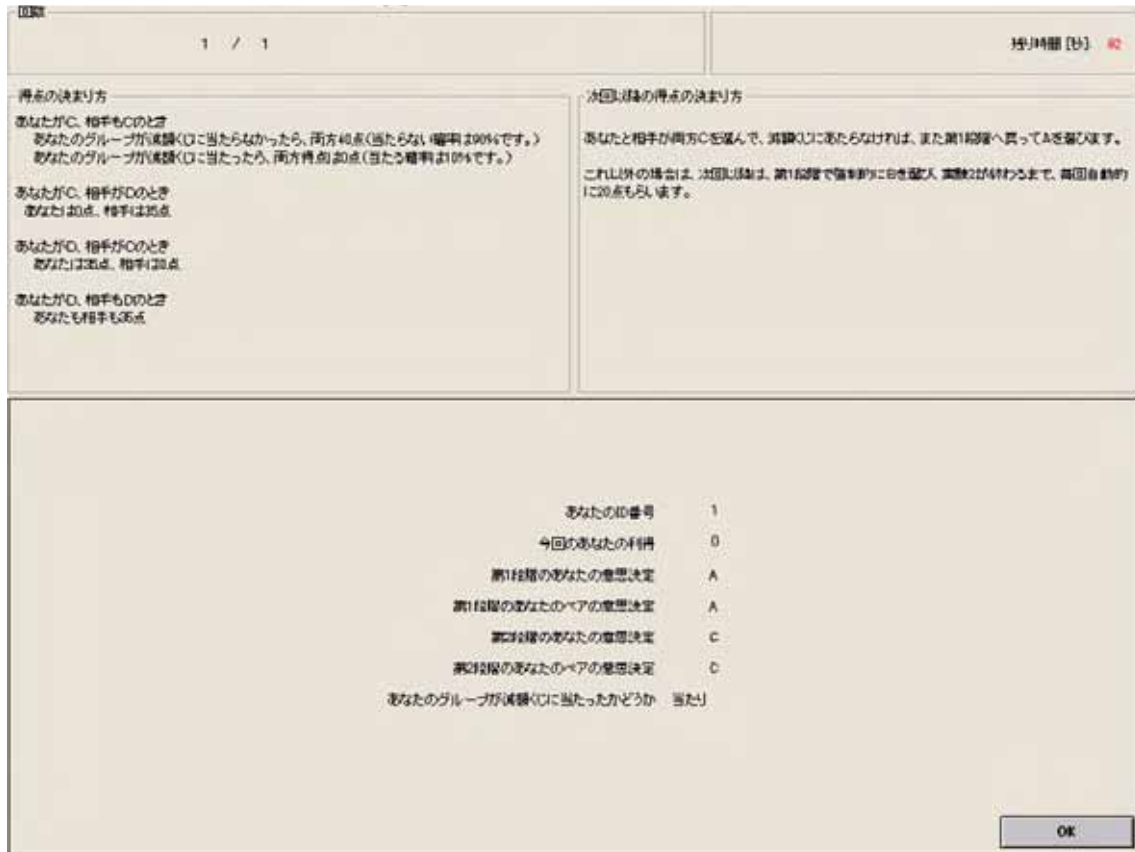 回数
1 / 1
残り時間 [秒]
得点の決まり方
あなたがC、相手もCのとき
あなたのグループが減額くじに当たらなかったら、両方40点(当たらない確率は90%です。)
あなたのグループが減額くじに当たったら、両方得点は0点(当たる確率は10%です。)
あなたがC、相手がDのとき
あなたは0点、相手は35点
あなたがD、相手がCのとき
あなたは35点、相手は0点
あなたがD、相手もDのとき
あなたも相手も35点
次回以降の得点の決まり方
あなたと相手が両方Cを選んで、減額くじにあたらなければ、また第1段階へ戻ってAを選びます。
これ以外の場合は、次回以降は、第1段階で強制的にBを選び、実験2が終わるまで、毎回自動的
に20点もらいます。
あなたのID番号 1
今回のあなたの利得 0
第1段階のあなたの意思決定 A
第1段階のあなたのペアの意思決定 A
第2段階のあなたの意思決定 C
第2段階のあなたのペアの意思決定 C
あなたのグループが減額くじに当たったかどうか 当たり
OK